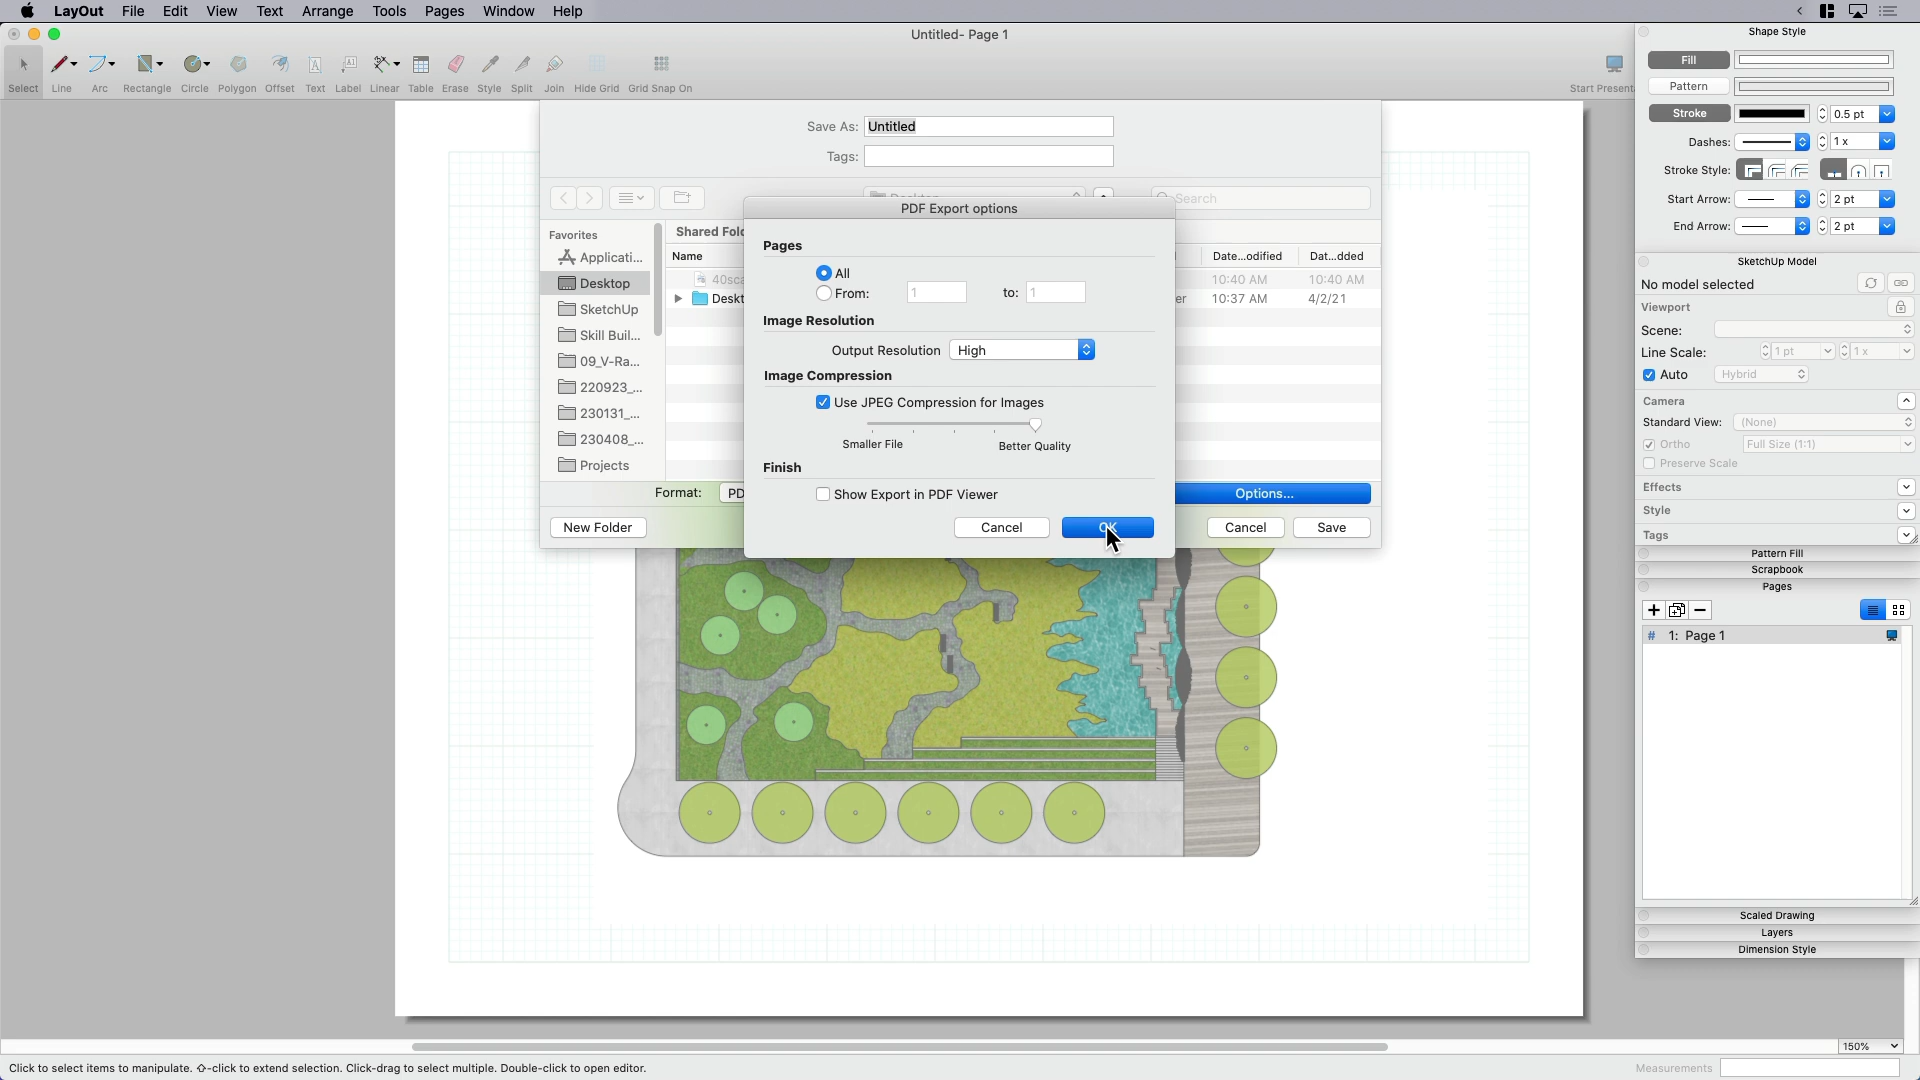 LayOut File Edit View Text Arrange Tools Pages Window Help
Untitled- Page 1
Select Line Arc Rectangle Circle Polygon Offset Text Label Linear Table Erase Style Split Join Hide Grid Grid Snap On
Start Present
Save As: Untitled
Tags:
Search
Favorites
Applicati...
Desktop
SketchUp
Skill Buil...
09_V-Ra...
220923_...
230131_...
230408_...
Projects
Name
Date...odified Dat...dded
10:40 AM 10:40 AM
10:37 AM 4/2/21
Format:
Options...
New Folder
Cancel Save
PDF Export options
Pages
All
From: 1 to: 1
Image Resolution
Output Resolution High
Image Compression
Use JPEG Compression for Images
Smaller File Better Quality
Finish
Show Export in PDF Viewer
Cancel OK
Shape Style
Fill
Pattern
Stroke 0.5 pt
Dashes: 1 x
Stroke Style:
Start Arrow: 2 pt
End Arrow: 2 pt
SketchUp Model
No model selected
Viewport
Scene:
Line Scale: 1 pt 1 x
Auto Hybrid
Camera
Standard View: (None)
Ortho Full Size (1:1)
Preserve Scale
Effects
Style
Tags
Pattern Fill
Scrapbook
Pages
# 1: Page 1
Scaled Drawing
Layers
Dimension Style
150%
Click to select items to manipulate. ⇧-click to extend selection. Click-drag to select multiple. Double-click to open editor.
Measurements